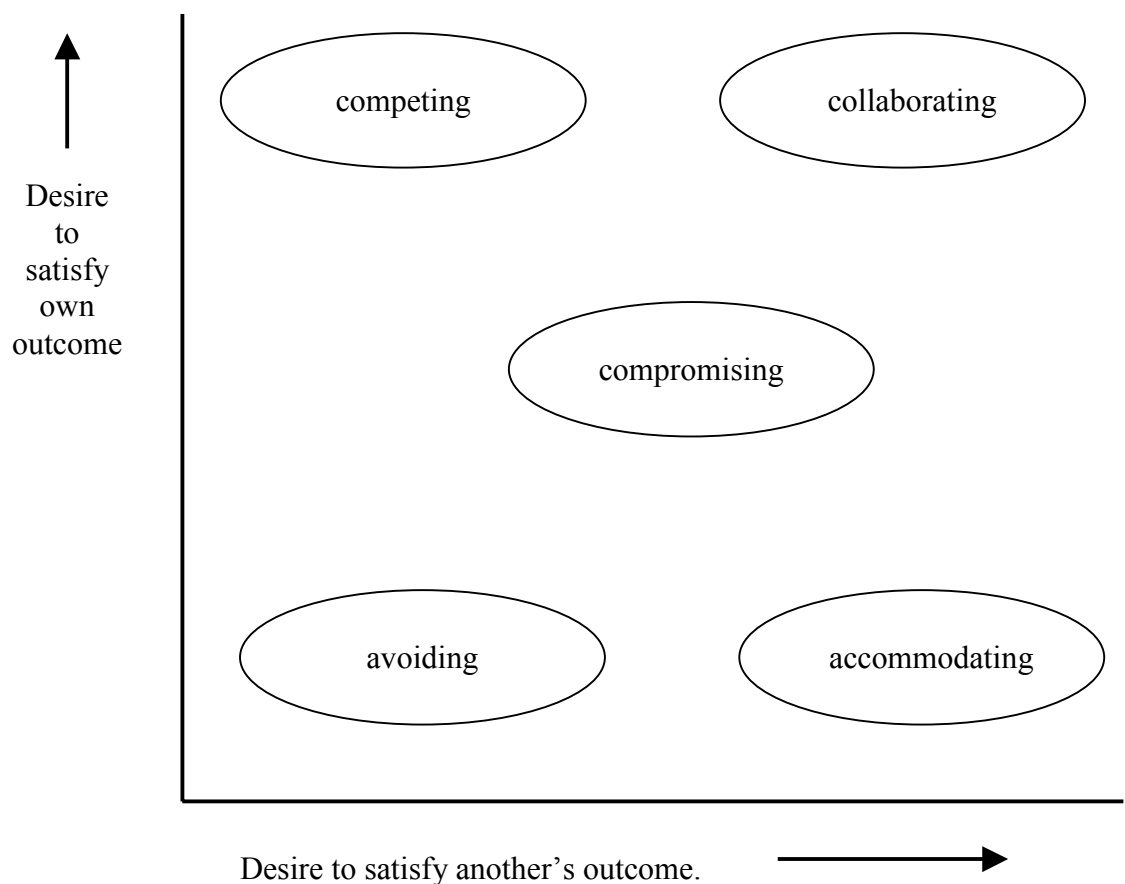 competing
collaborating
Desire
to
satisfy
own
outcome
compromising
avoiding
accommodating
Desire to satisfy another’s outcome.